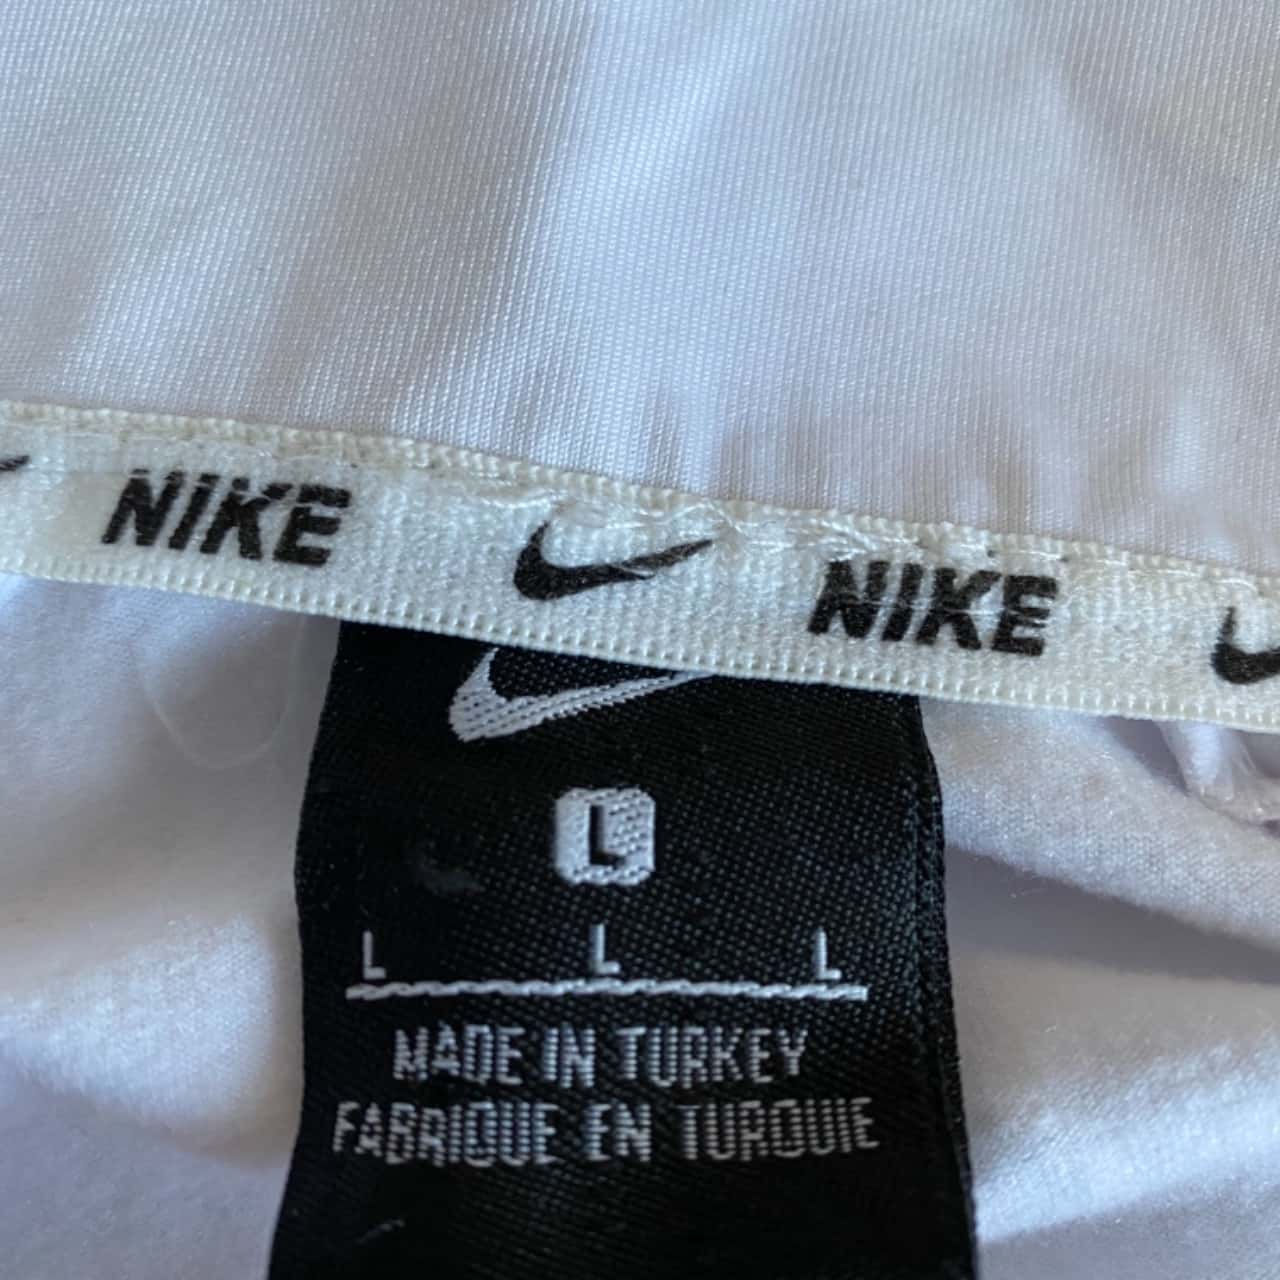 NIKE NIKE
L
L L L
MADE IN TURKEY
FABRIQUE EN TURQUIE